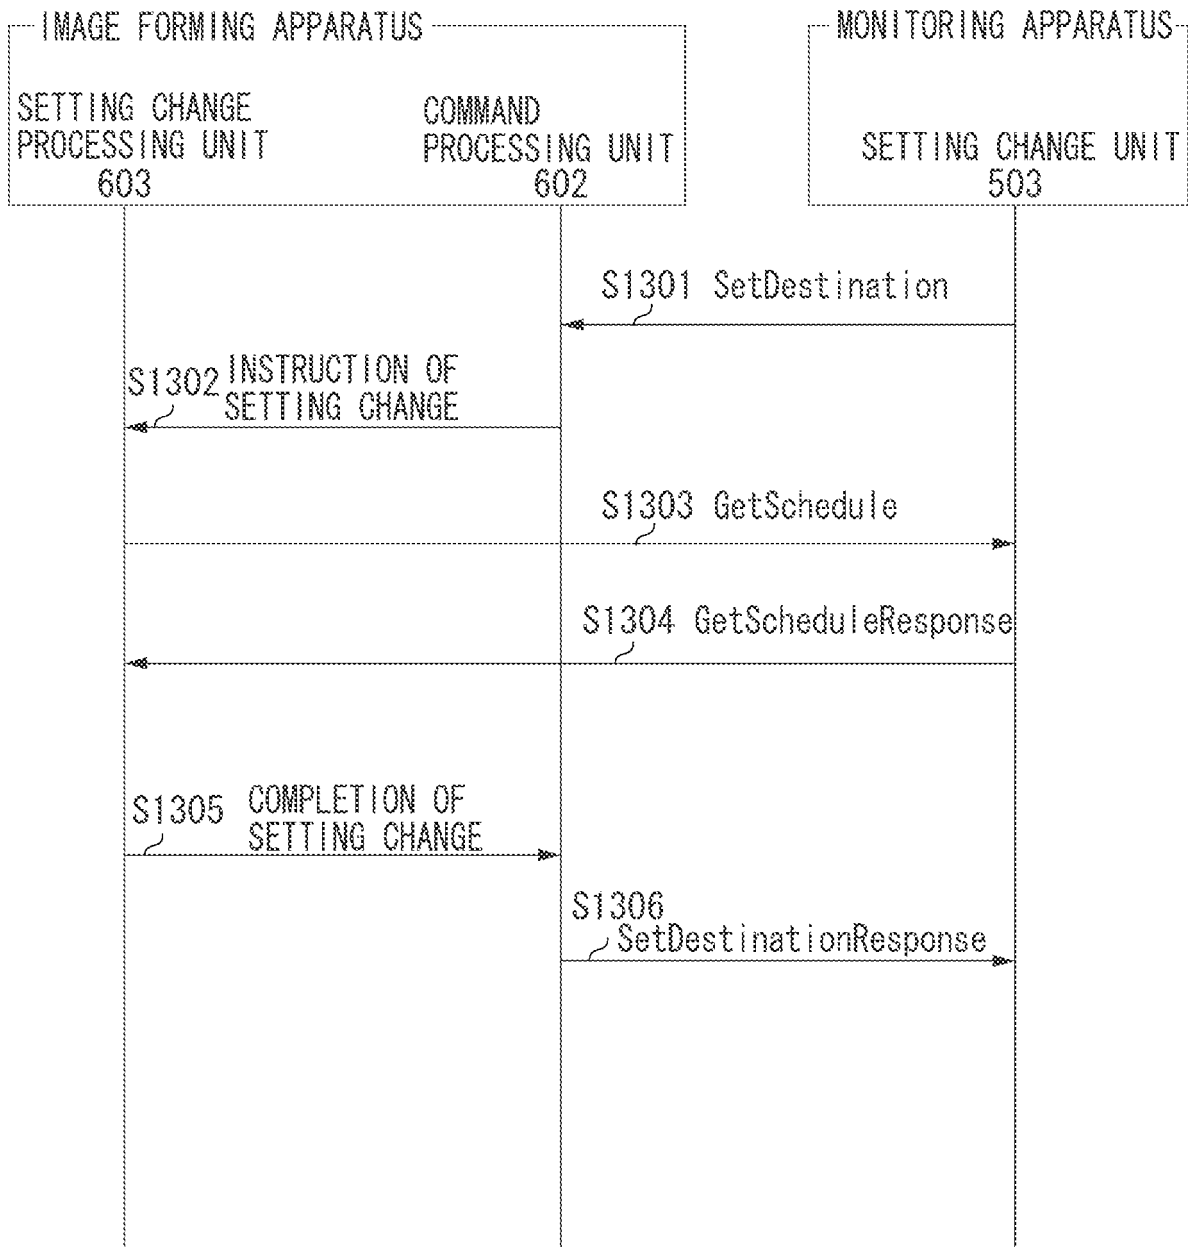 IMAGE FORMING APPARATUS
MONITORING APPARATUS
SETTING CHANGE
PROCESSING UNIT
603
COMMAND
PROCESSING UNIT
602
SETTING CHANGE UNIT
503
S1301 SetDestination
S1302
INSTRUCTION OF
SETTING CHANGE
S1303 GetSchedule
S1304 GetScheduleResponse
S1305
COMPLETION OF
SETTING CHANGE
S1306
SetDestinationResponse